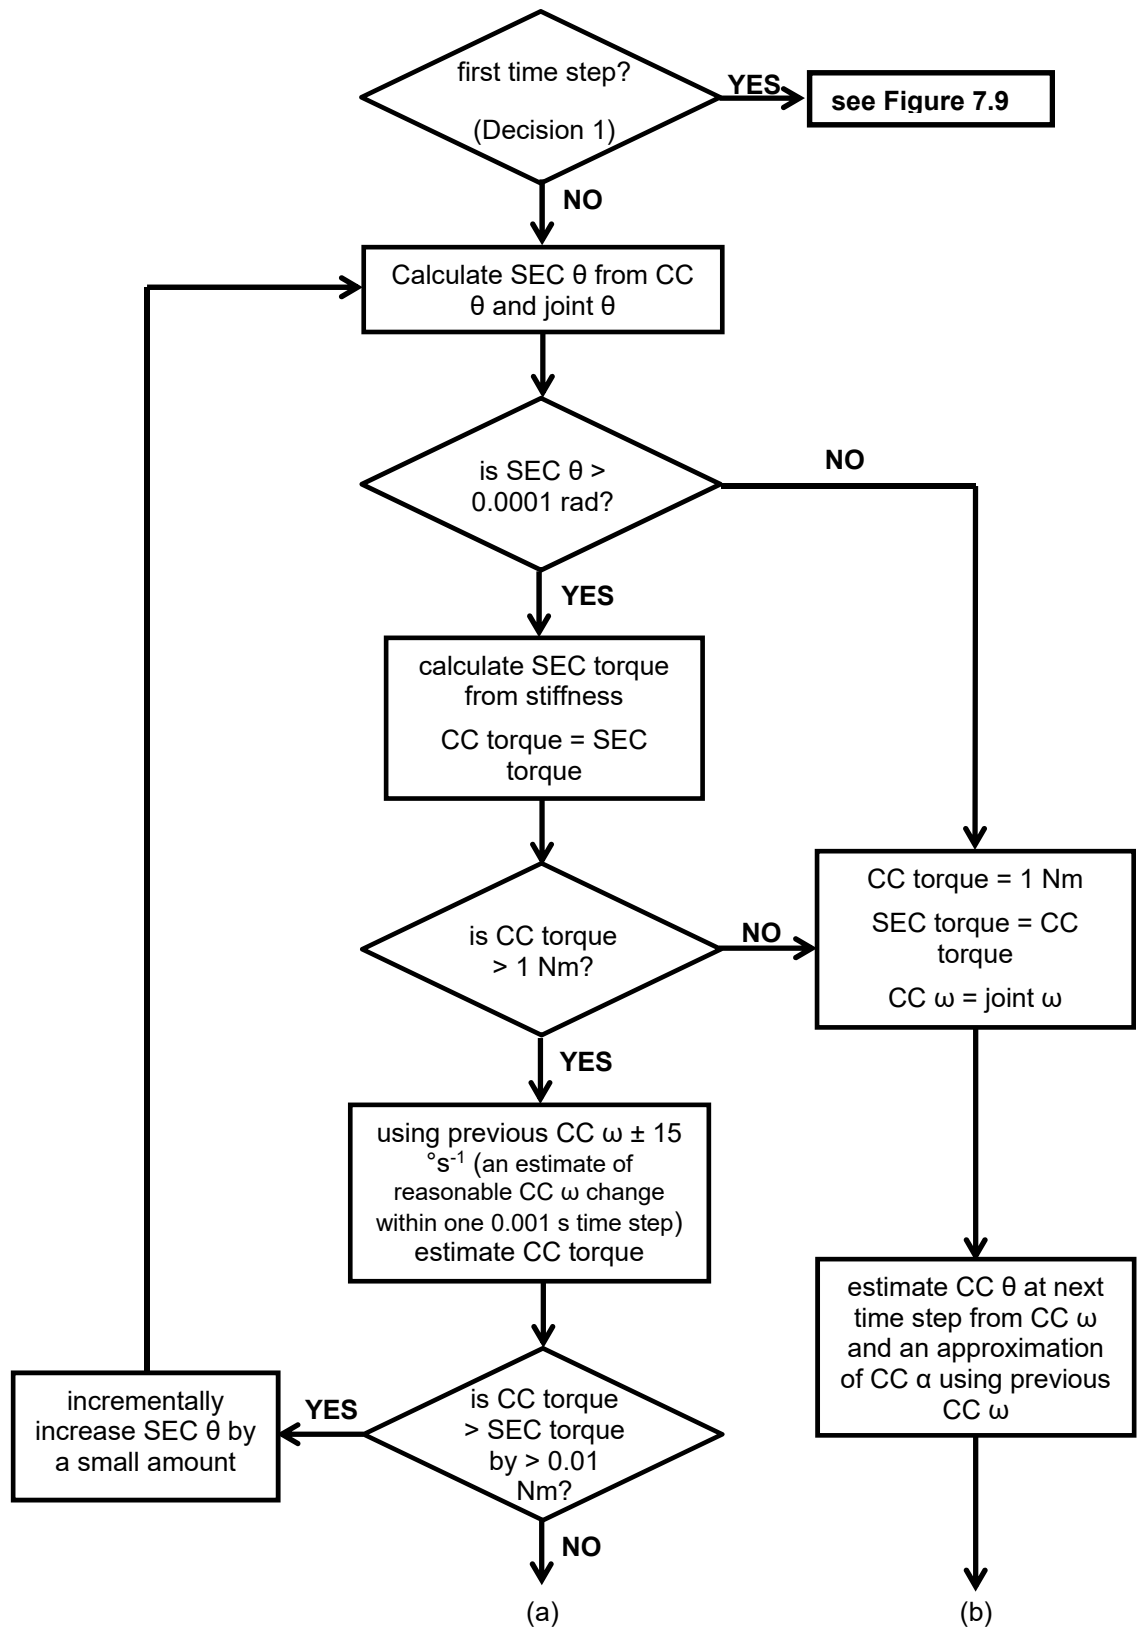 first time step?
(Decision 1)
YES
see Figure 7.9
NO
Calculate SEC θ from CC
θ and joint θ
is SEC θ >
0.0001 rad?
NO
YES
calculate SEC torque
from stiffness
CC torque = SEC
torque
is CC torque
> 1 Nm?
NO
CC torque = 1 Nm
SEC torque = CC
torque
CC ω = joint ω
YES
using previous CC ω ± 15
°s⁻¹ (an estimate of
reasonable CC ω change
within one 0.001 s time step)
estimate CC torque
estimate CC θ at next
time step from CC ω
and an approximation
of CC α using previous
CC ω
is CC torque
> SEC torque
by > 0.01
Nm?
YES
incrementally
increase SEC θ by
a small amount
NO
(a)
(b)